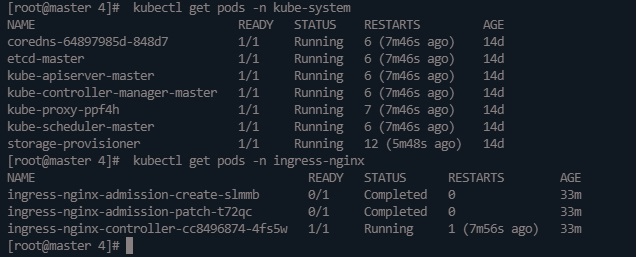 [root@master 4]#  kubectl get pods -n kube-system
NAME                             READY   STATUS    RESTARTS         AGE
coredns-64897985d-848d7          1/1     Running   6 (7m46s ago)    14d
etcd-master                      1/1     Running   6 (7m46s ago)    14d
kube-apiserver-master            1/1     Running   6 (7m46s ago)    14d
kube-controller-manager-master   1/1     Running   6 (7m46s ago)    14d
kube-proxy-ppf4h                 1/1     Running   7 (7m46s ago)    14d
kube-scheduler-master            1/1     Running   6 (7m46s ago)    14d
storage-provisioner              1/1     Running   12 (5m48s ago)   14d
[root@master 4]#  kubectl get pods -n ingress-nginx
NAME                                       READY   STATUS      RESTARTS        AGE
ingress-nginx-admission-create-slmmb       0/1     Completed   0               33m
ingress-nginx-admission-patch-t72qc        0/1     Completed   0               33m
ingress-nginx-controller-cc8496874-4fs5w   1/1     Running     1 (7m56s ago)   33m
[root@master 4]#